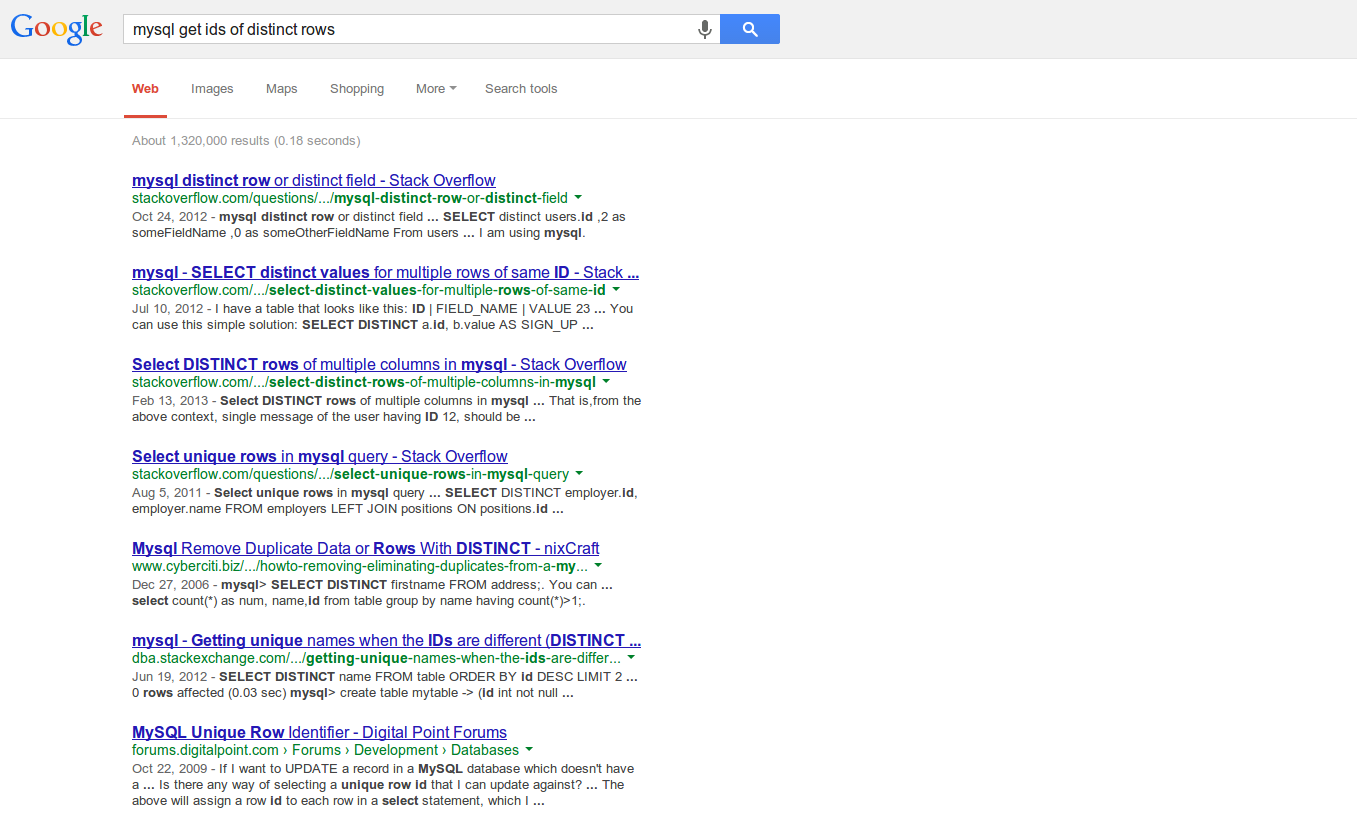 Google
mysql get ids of distinct rows
Web Images Maps Shopping More Search tools
About 1,320,000 results (0.18 seconds)
mysql distinct row or distinct field - Stack Overflow
stackoverflow.com/questions/.../mysql-distinct-row-or-distinct-field
Oct 24, 2012 - mysql distinct row or distinct field ... SELECT distinct users.id ,2 as
someFieldName ,0 as someOtherFieldName From users ... I am using mysql.
mysql - SELECT distinct values for multiple rows of same ID - Stack ...
stackoverflow.com/.../select-distinct-values-for-multiple-rows-of-same-id
Jul 10, 2012 - I have a table that looks like this: ID | FIELD_NAME | VALUE 23 ... You
can use this simple solution: SELECT DISTINCT a.id, b.value AS SIGN_UP ...
Select DISTINCT rows of multiple columns in mysql - Stack Overflow
stackoverflow.com/.../select-distinct-rows-of-multiple-columns-in-mysql
Feb 13, 2013 - Select DISTINCT rows of multiple columns in mysql ... That is,from the
above context, single message of the user having ID 12, should be ...
Select unique rows in mysql query - Stack Overflow
stackoverflow.com/questions/.../select-unique-rows-in-mysql-query
Aug 5, 2011 - Select unique rows in mysql query ... SELECT DISTINCT employer.id,
employer.name FROM employers LEFT JOIN positions ON positions.id ...
Mysql Remove Duplicate Data or Rows With DISTINCT - nixCraft
www.cyberciti.biz/.../howto-removing-eliminating-duplicates-from-a-my...
Dec 27, 2006 - mysql> SELECT DISTINCT firstname FROM address;. You can ...
select count(*) as num, name,id from table group by name having count(*)>1;.
mysql - Getting unique names when the IDs are different (DISTINCT ...
dba.stackexchange.com/.../getting-unique-names-when-the-ids-are-differ...
Jun 19, 2012 - SELECT DISTINCT name FROM table ORDER BY id DESC LIMIT 2 ...
0 rows affected (0.03 sec) mysql> create table mytable -> (id int not null ...
MySQL Unique Row Identifier - Digital Point Forums
forums.digitalpoint.com › Forums › Development › Databases
Oct 22, 2009 - If I want to UPDATE a record in a MySQL database which doesn't have
a ... Is there any way of selecting a unique row id that I can update against? ... The
above will assign a row Id to each row in a select statement, which I ...